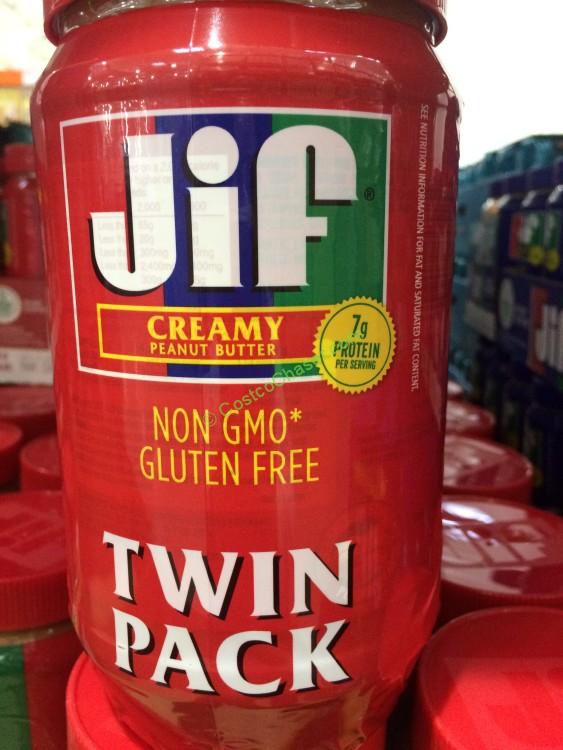 Jif®
CREAMY
PEANUT BUTTER
7g
PROTEIN
PER SERVING
SEE NUTRITION INFORMATION FOR FAT AND SATURATED FAT CONTENT.
NON GMO*
GLUTEN FREE
TWIN
PACK